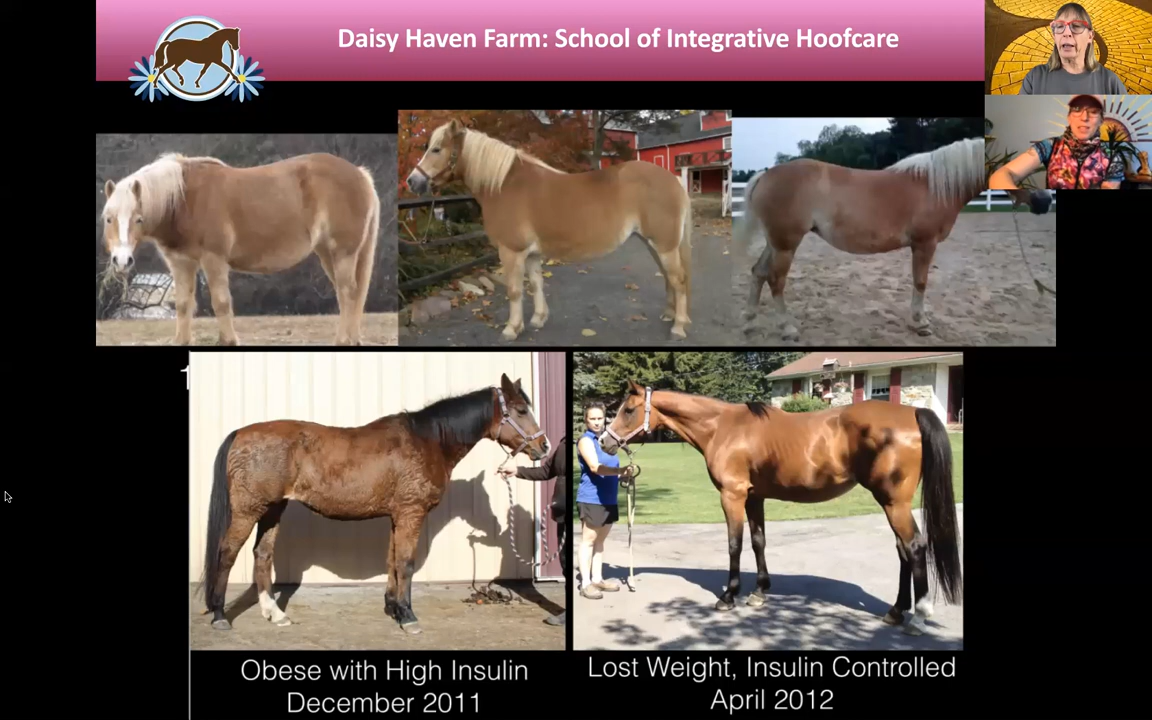 Daisy Haven Farm: School of Integrative Hoofcare
1
Obese with High Insulin
December 2011
Lost Weight, Insulin Controlled
April 2012